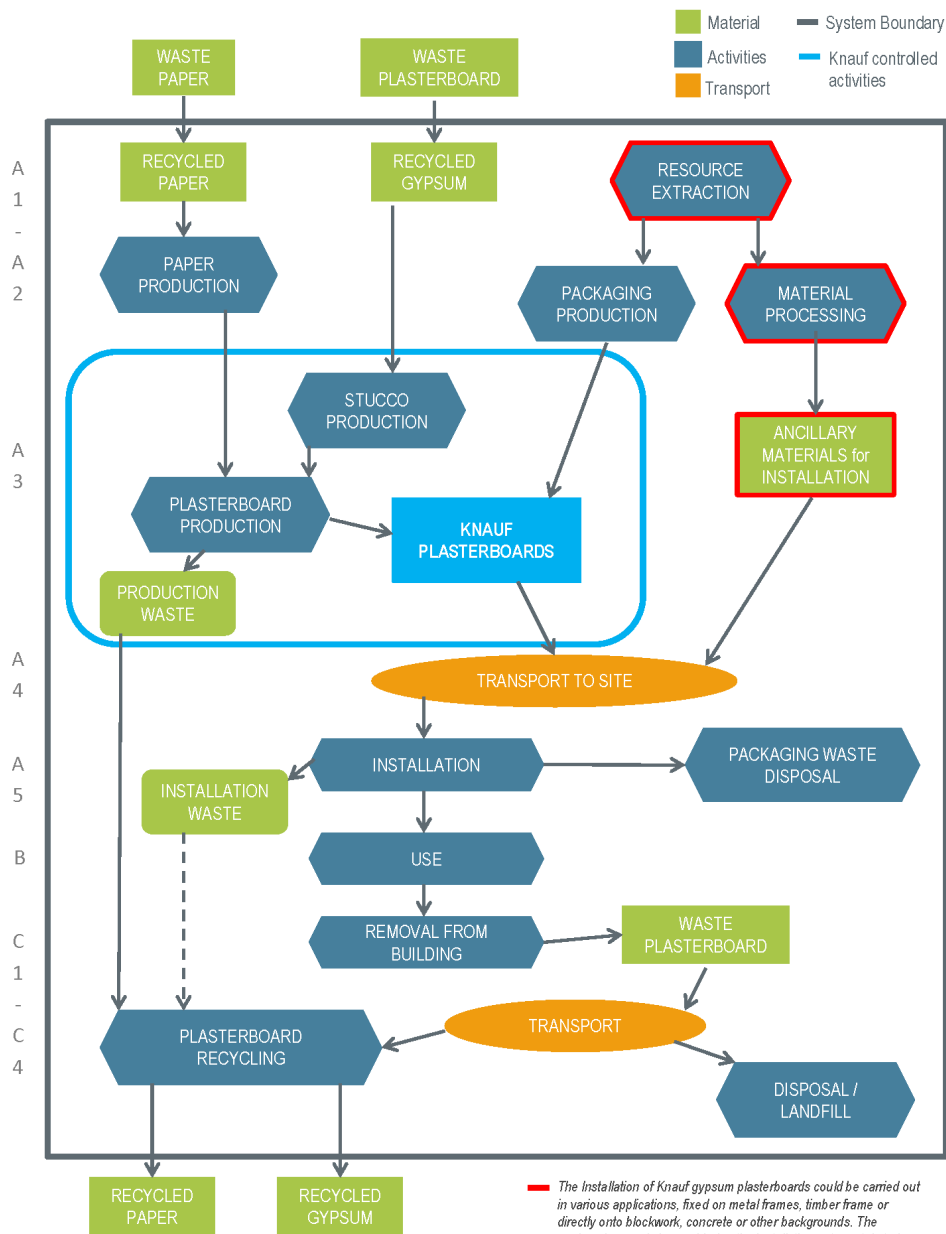 Material
System Boundary
Activities
Knauf controlled
activities
Transport
WASTE
PAPER
WASTE
PLASTERBOARD
A
1
-
A
2
RECYCLED
PAPER
RECYCLED
GYPSUM
RESOURCE
EXTRACTION
PAPER
PRODUCTION
PACKAGING
PRODUCTION
MATERIAL
PROCESSING
A
3
STUCCO
PRODUCTION
ANCILLARY
MATERIALS for
INSTALLATION
PLASTERBOARD
PRODUCTION
KNAUF
PLASTERBOARDS
PRODUCTION
WASTE
A
4
TRANSPORT TO SITE
A
5
INSTALLATION
PACKAGING WASTE
DISPOSAL
INSTALLATION
WASTE
B
USE
C
1
-
C
4
REMOVAL FROM
BUILDING
WASTE
PLASTERBOARD
PLASTERBOARD
RECYCLING
TRANSPORT
DISPOSAL /
LANDFILL
RECYCLED
PAPER
RECYCLED
GYPSUM
The Installation of Knauf gypsum plasterboards could be carried out
in various applications, fixed on metal frames, timber frame or
directly onto blockwork, concrete or other backgrounds. The